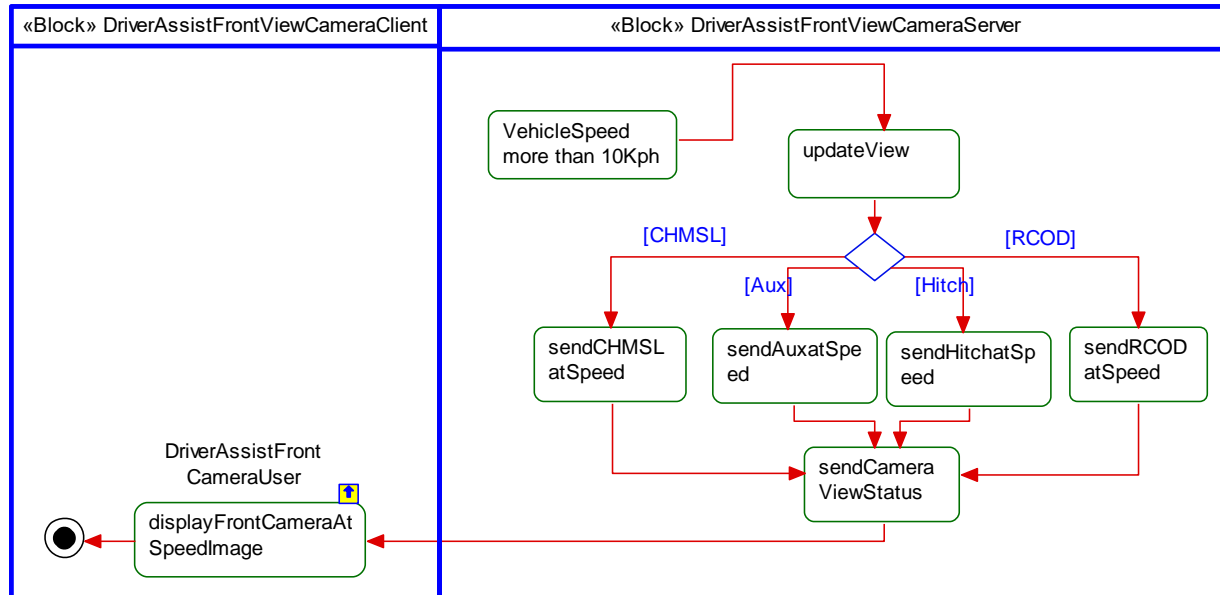 «Block» DriverAssistFrontViewCameraClient
«Block» DriverAssistFrontViewCameraServer
VehicleSpeed
more than 10Kph
updateView
[CHMSL]
[RCOD]
[Aux]
[Hitch]
sendCHMSL
atSpeed
sendAuxatSpe
ed
sendHitchatSp
eed
sendRCOD
atSpeed
DriverAssistFront
CameraUser
sendCamera
ViewStatus
displayFrontCameraAt
SpeedImage